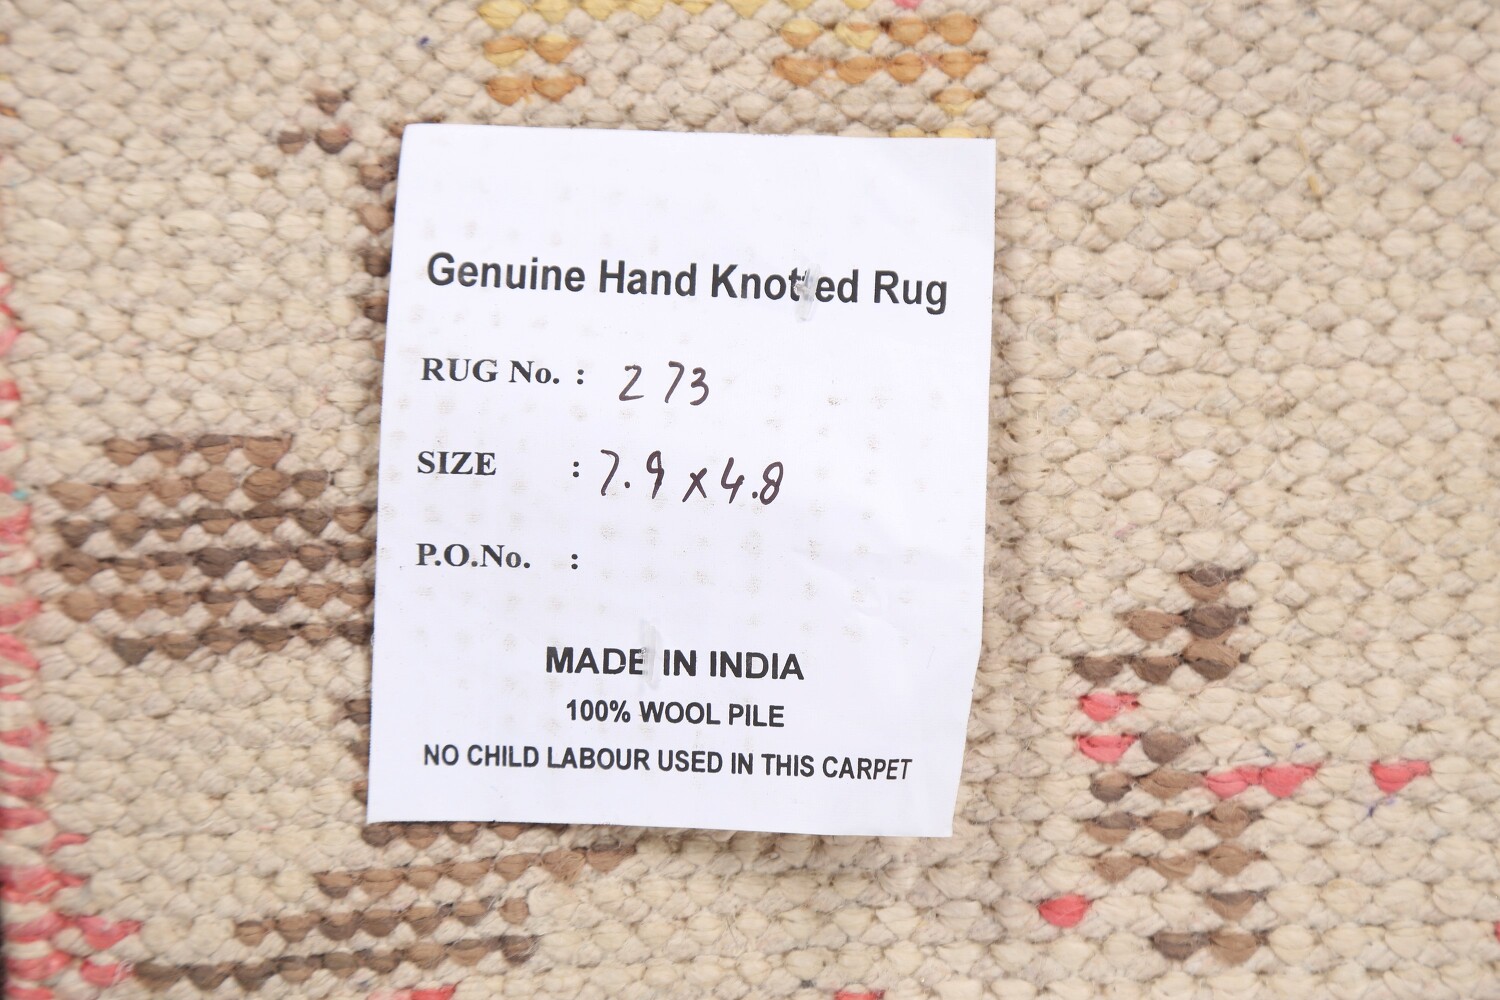 Genuine Hand Knotted Rug
RUG No. : 273
SIZE : 7.9 x 4.8
P.O.No. :
MADE IN INDIA
100% WOOL PILE
NO CHILD LABOUR USED IN THIS CARPET